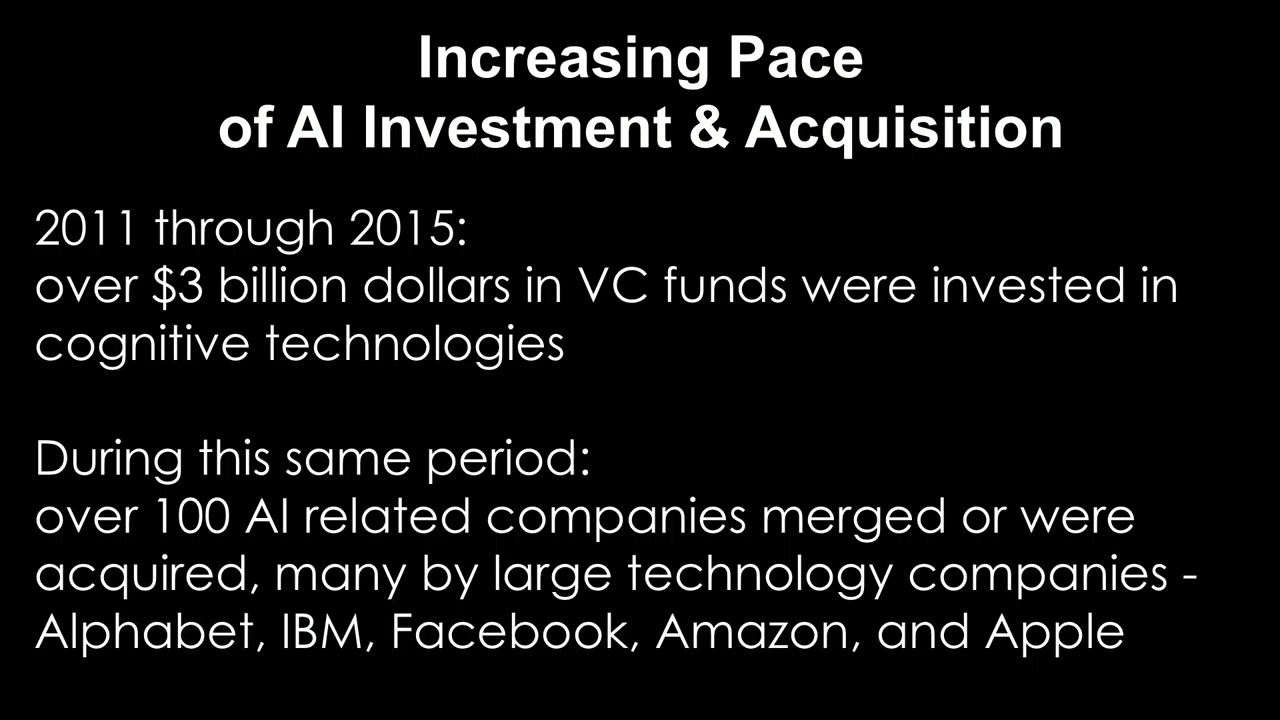 Increasing Pace
of AI Investment & Acquisition
2011 through 2015:
over $3 billion dollars in VC funds were invested in
cognitive technologies
During this same period:
over 100 AI related companies merged or were
acquired, many by large technology companies -
Alphabet, IBM, Facebook, Amazon, and Apple